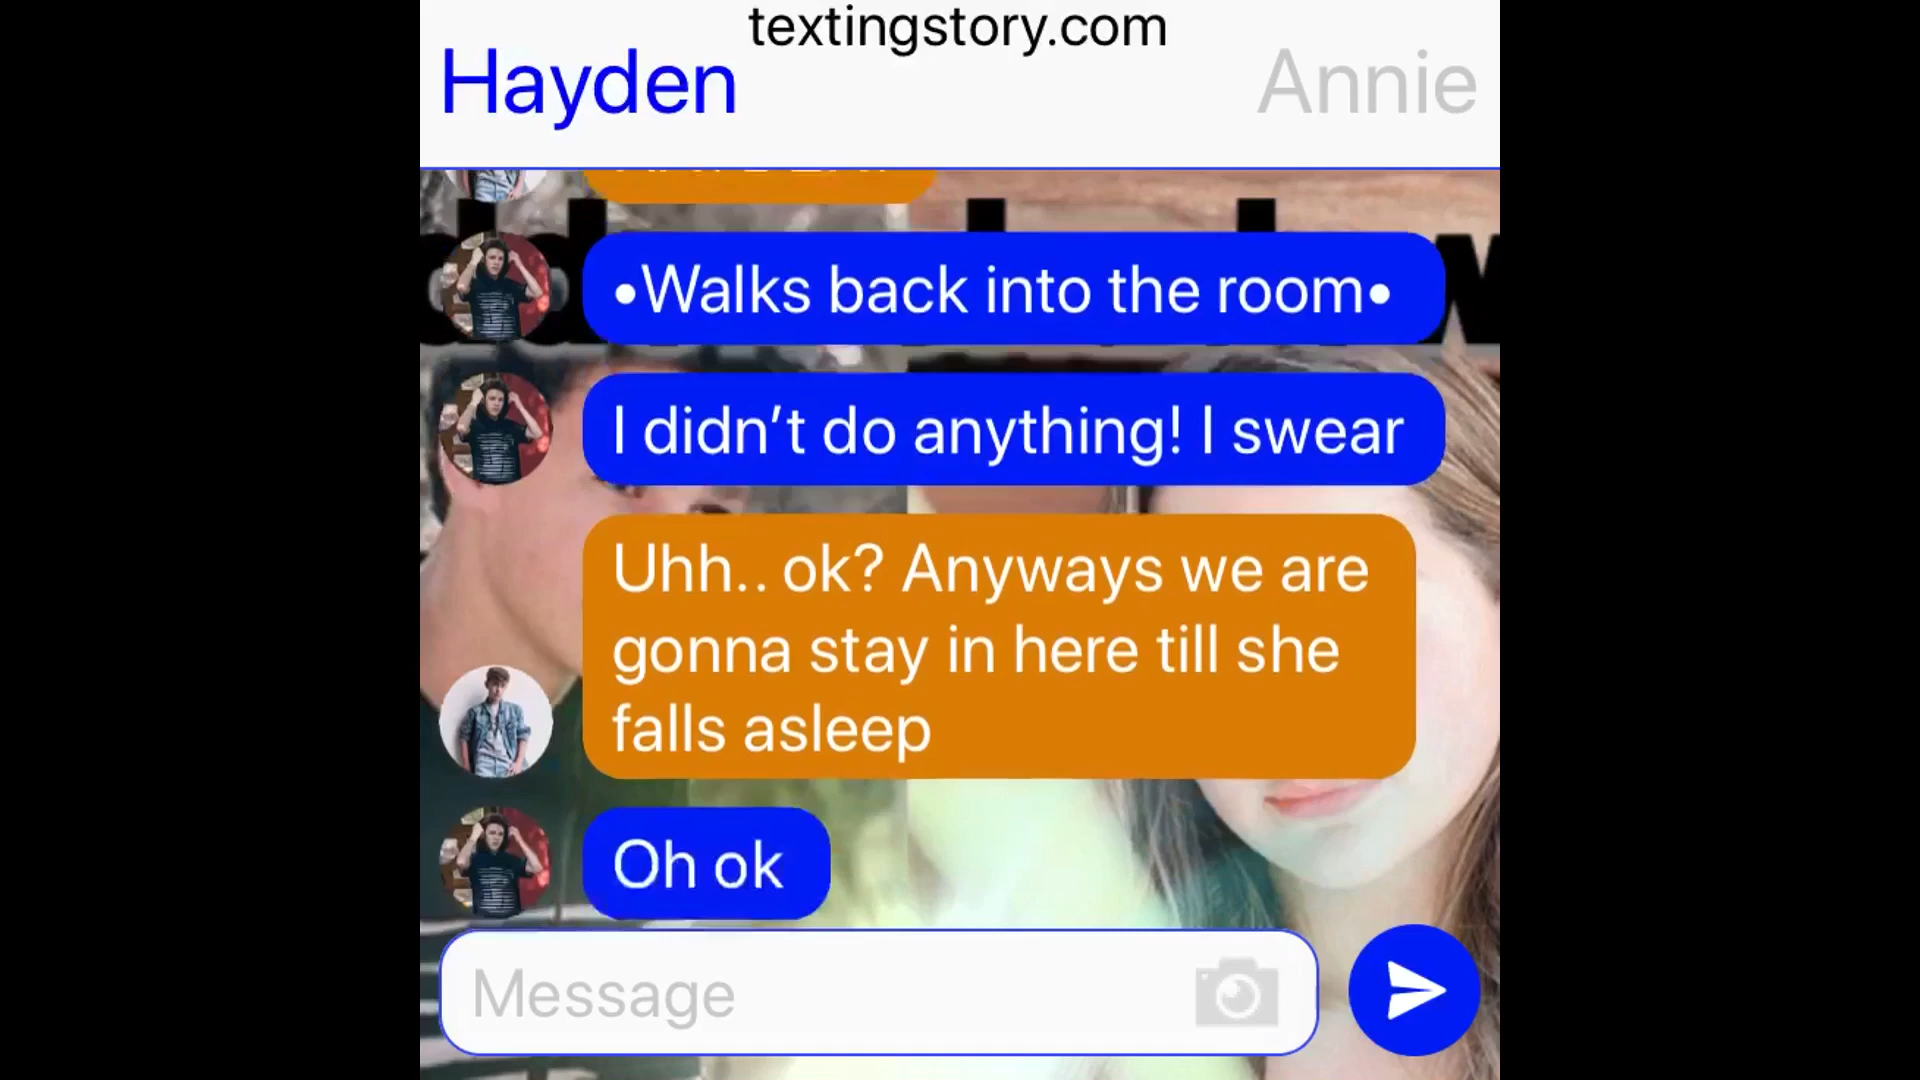 textingstory.com
Hayden
Annie
•Walks back into the room•
I didn’t do anything! I swear
Uhh.. ok? Anyways we are
gonna stay in here till she
falls asleep
Oh ok
Message